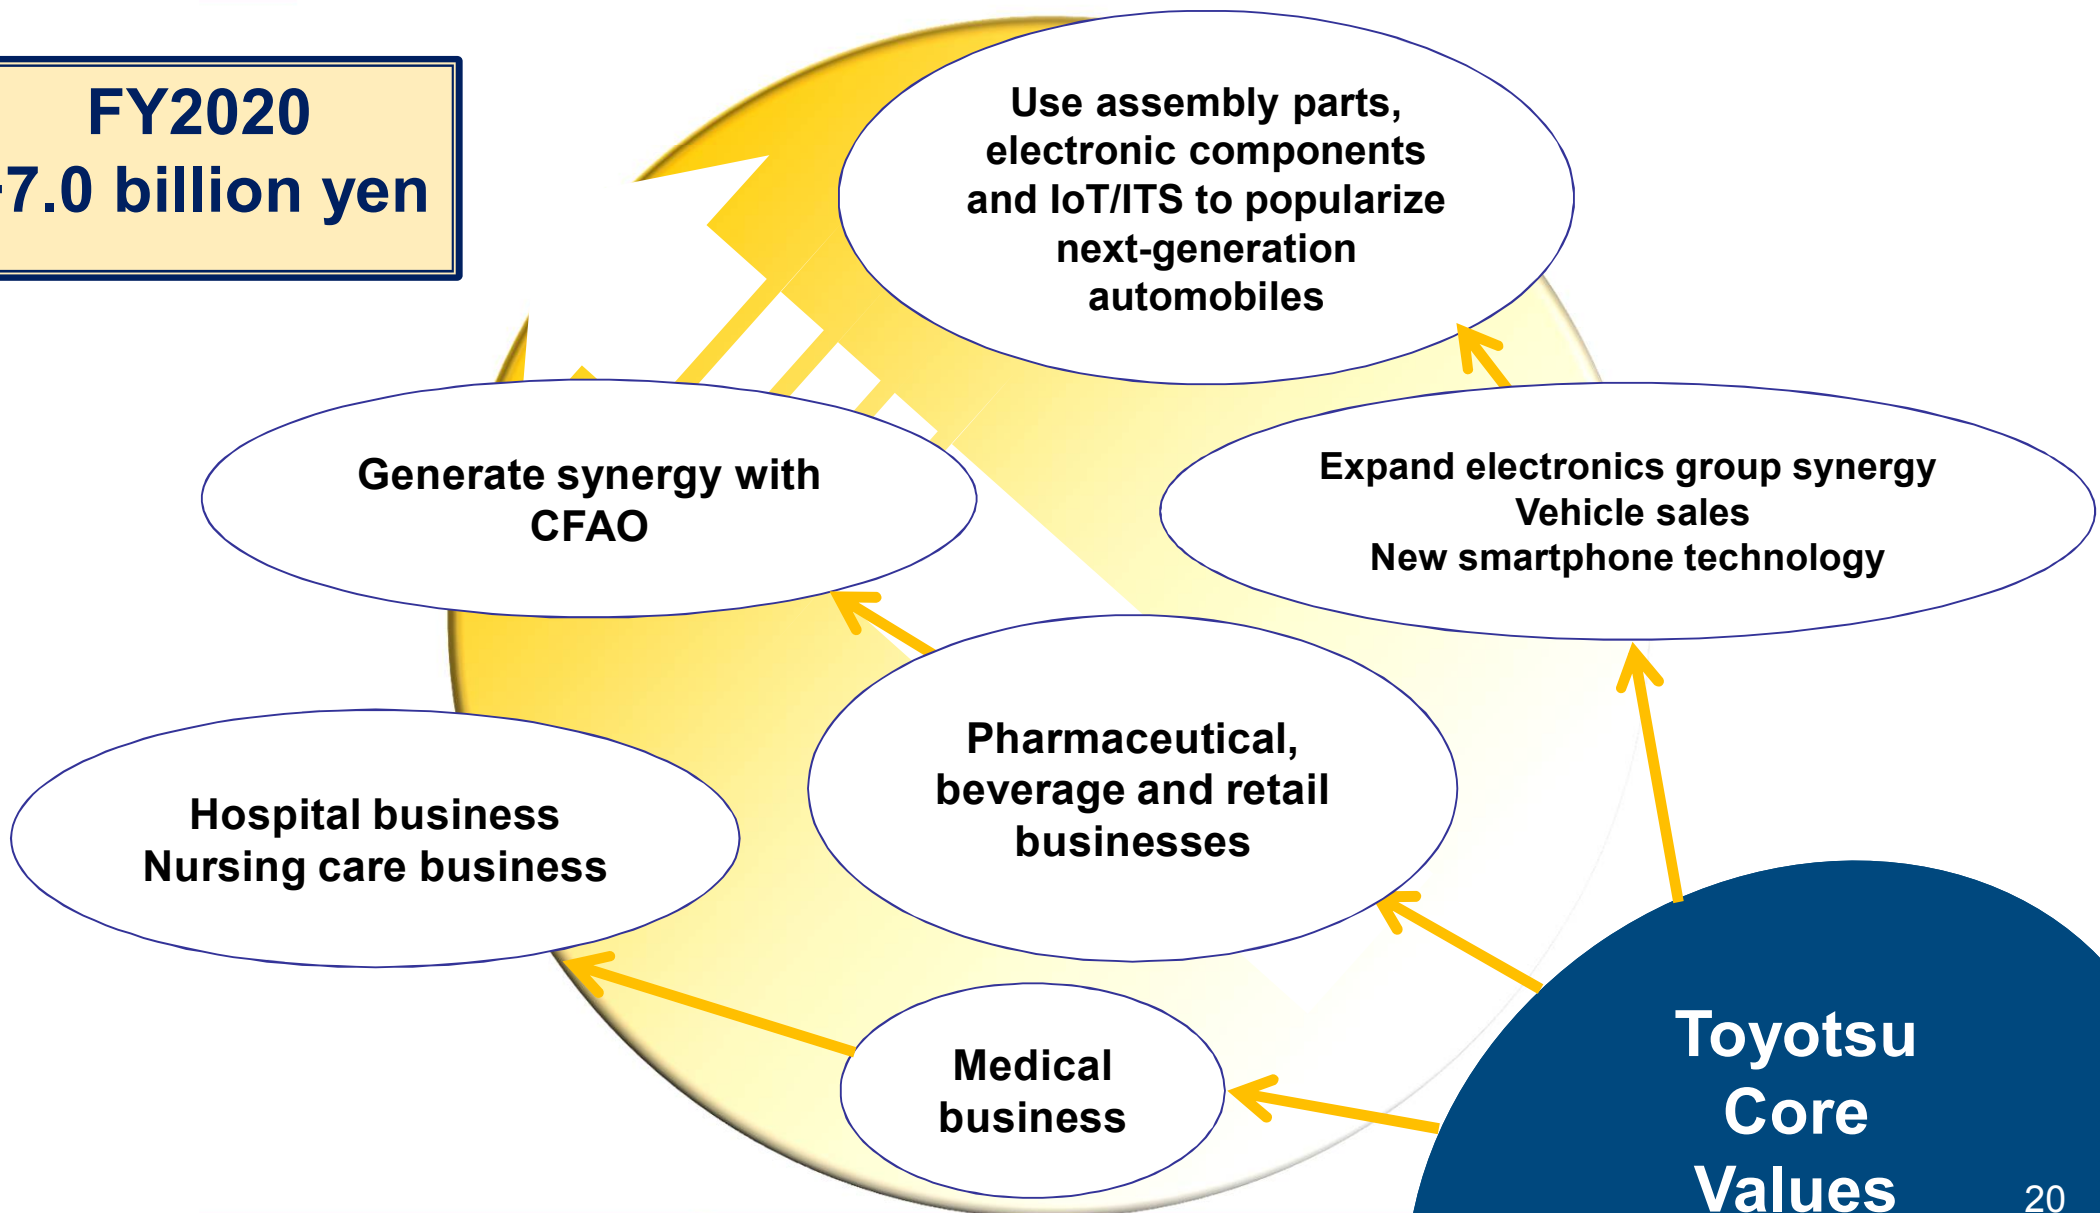 FY2020
+7.0 billion yen
Use assembly parts,
electronic components
and IoT/ITS to popularize
next-generation
automobiles
Generate synergy with
CFAO
Expand electronics group synergy
Vehicle sales
New smartphone technology
Pharmaceutical,
beverage and retail
businesses
Hospital business
Nursing care business
Medical
business
Toyotsu
Core
Values
20